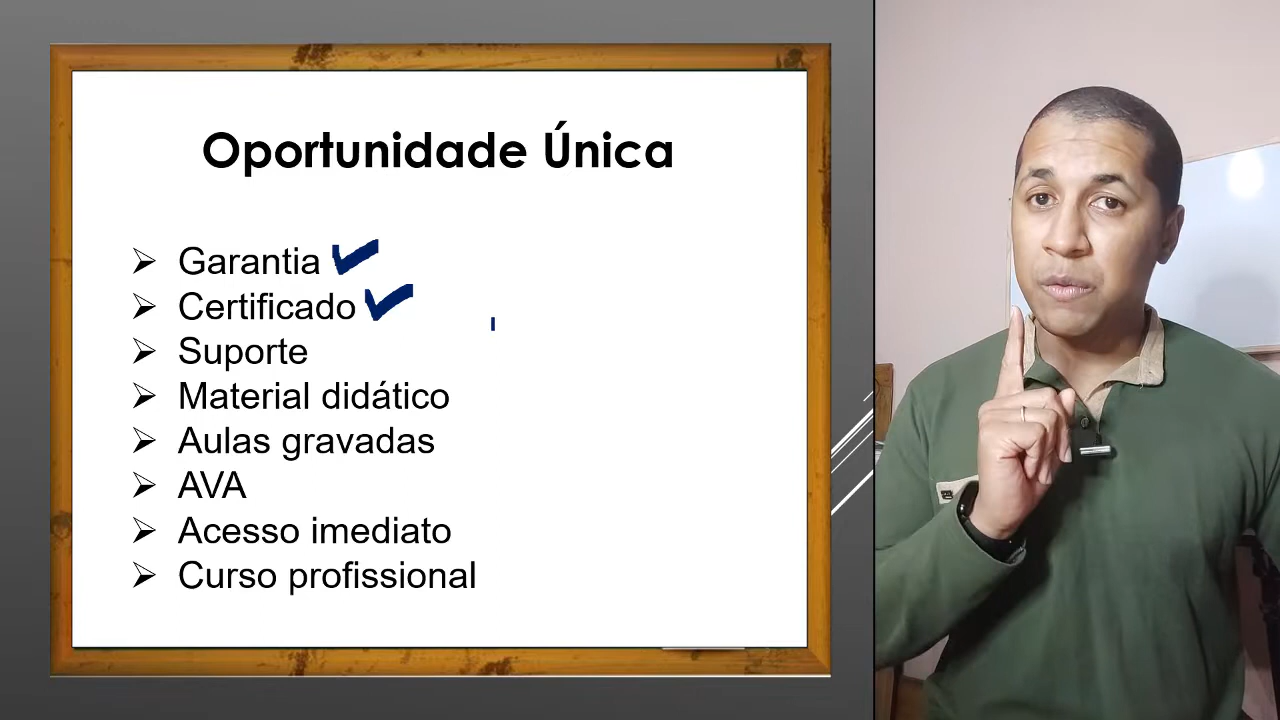 Oportunidade Única
Garantia
Certificado
Suporte
Material didático
Aulas gravadas
AVA
Acesso imediato
Curso profissional